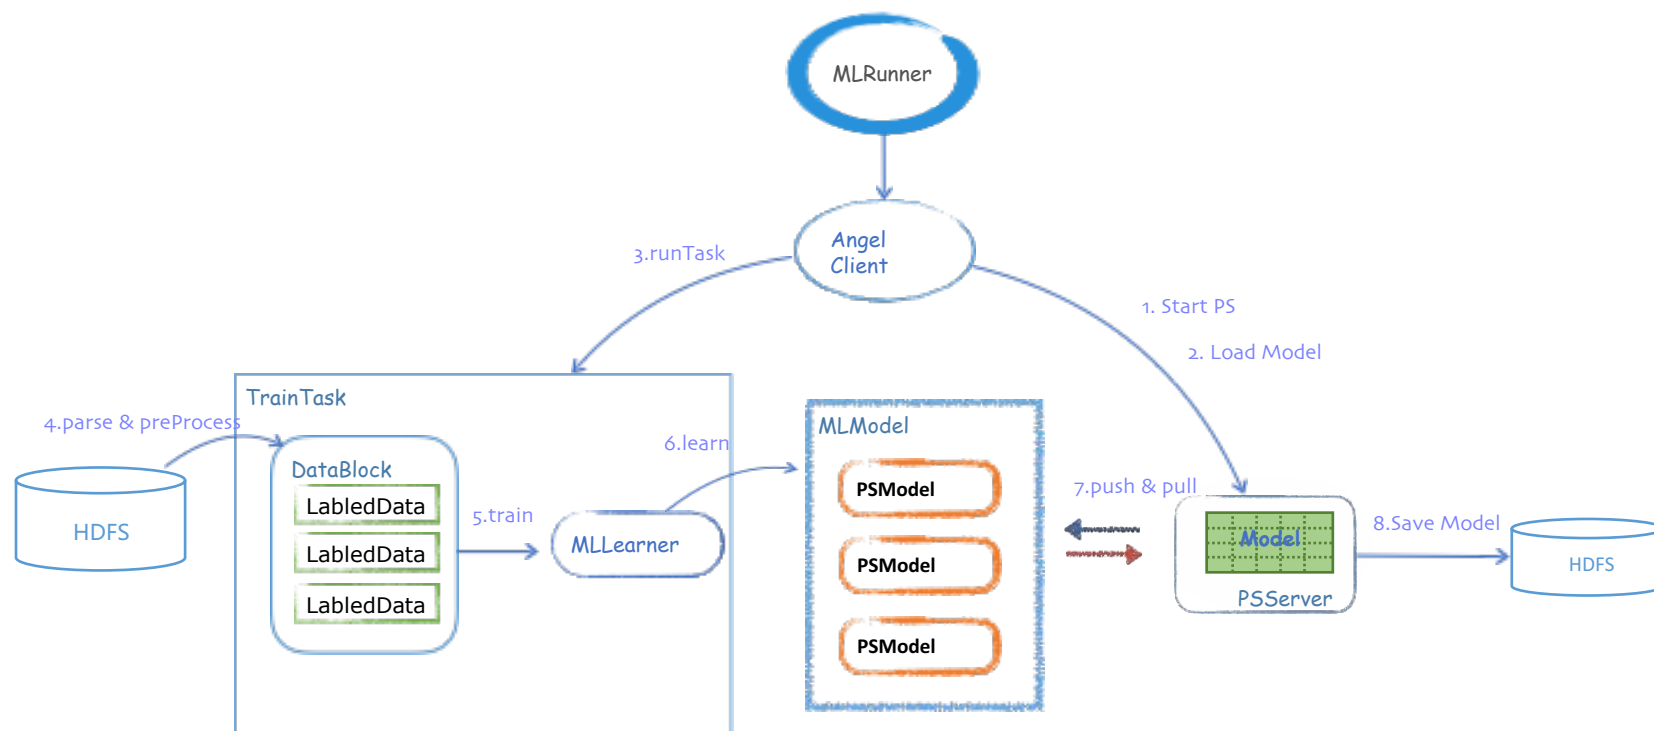 MLRunner
Angel
Client
3.runTask
1. Start PS
2. Load Model
TrainTask
4.parse & preProcess
HDFS
DataBlock
LabledData
LabledData
LabledData
5.train
MLLearner
6.learn
MLModel
PSModel
PSModel
PSModel
7.push & pull
Model
PSServer
8.Save Model
HDFS